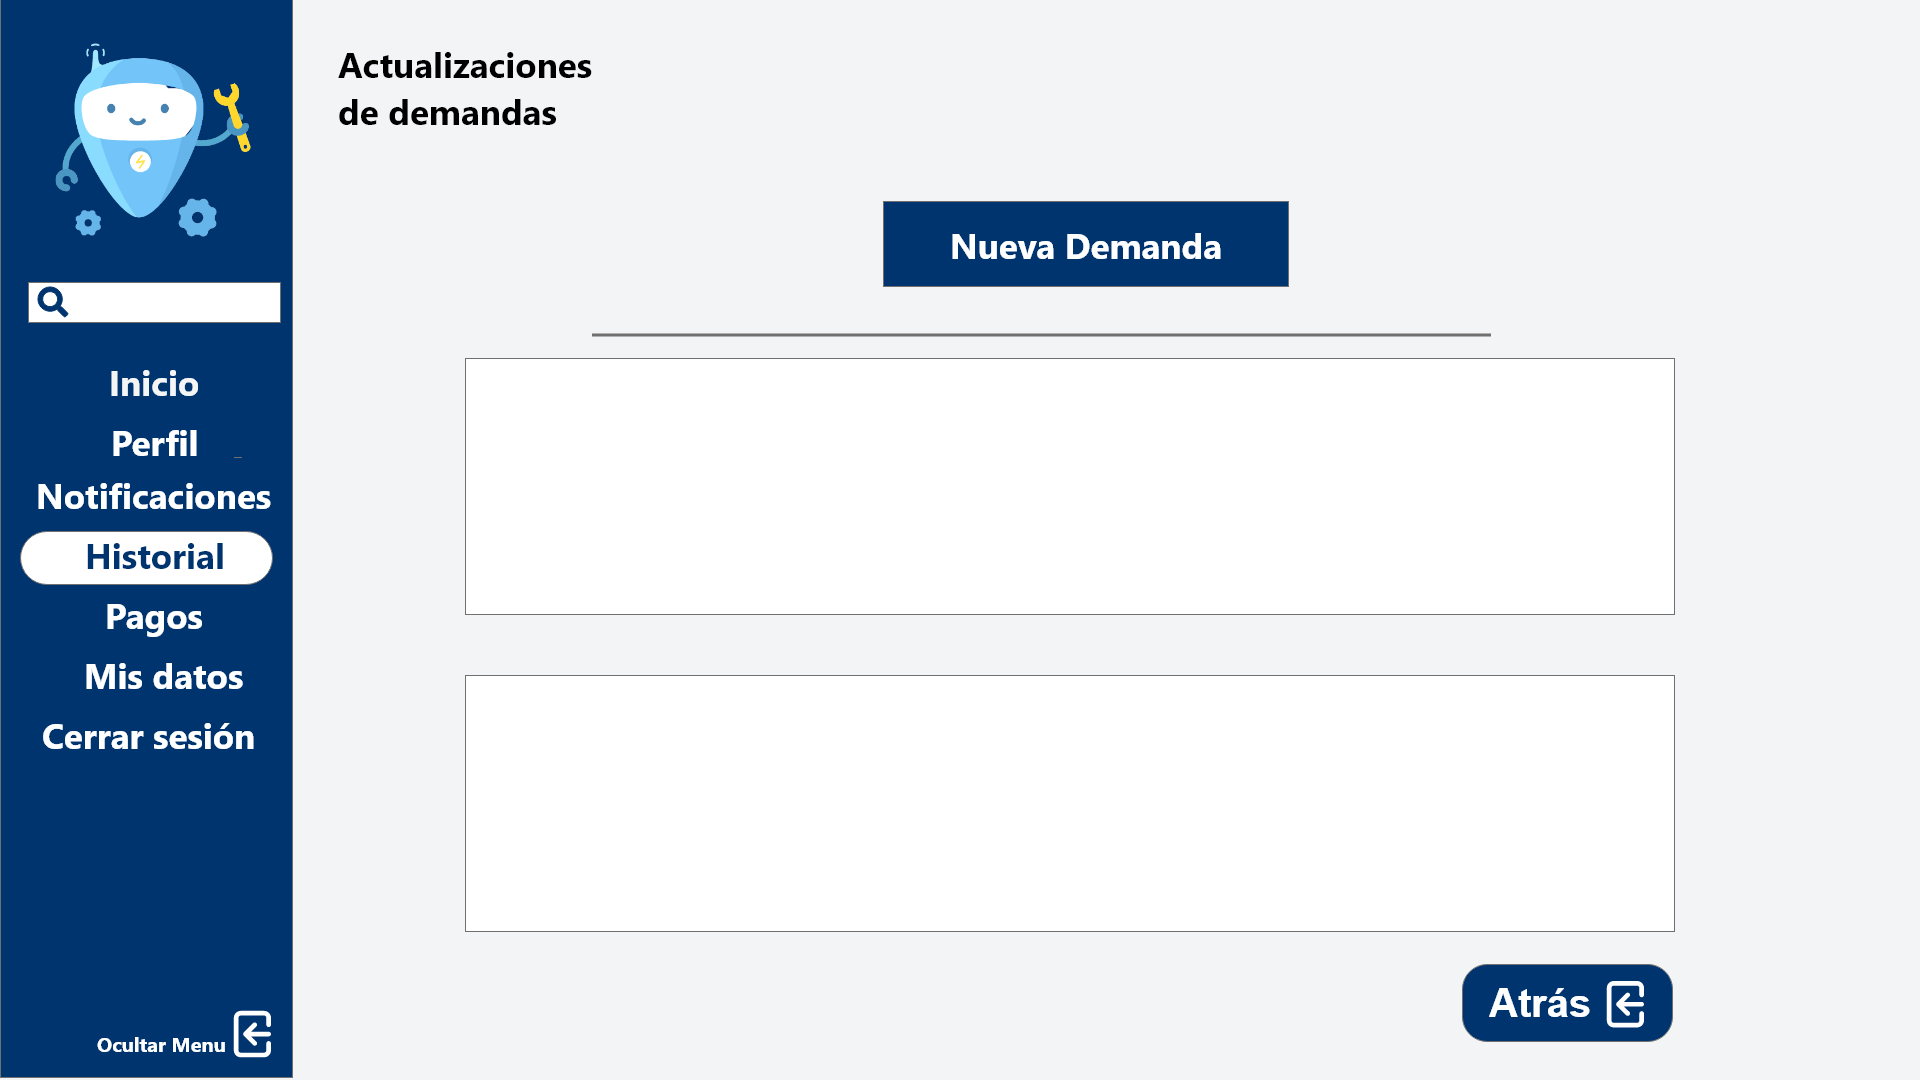 Actualizaciones
de demandas
Nueva Demanda
Inicio
Perfil
Notificaciones
Historial
Pagos
Mis datos
Cerrar sesión
Ocultar Menu
Atrás